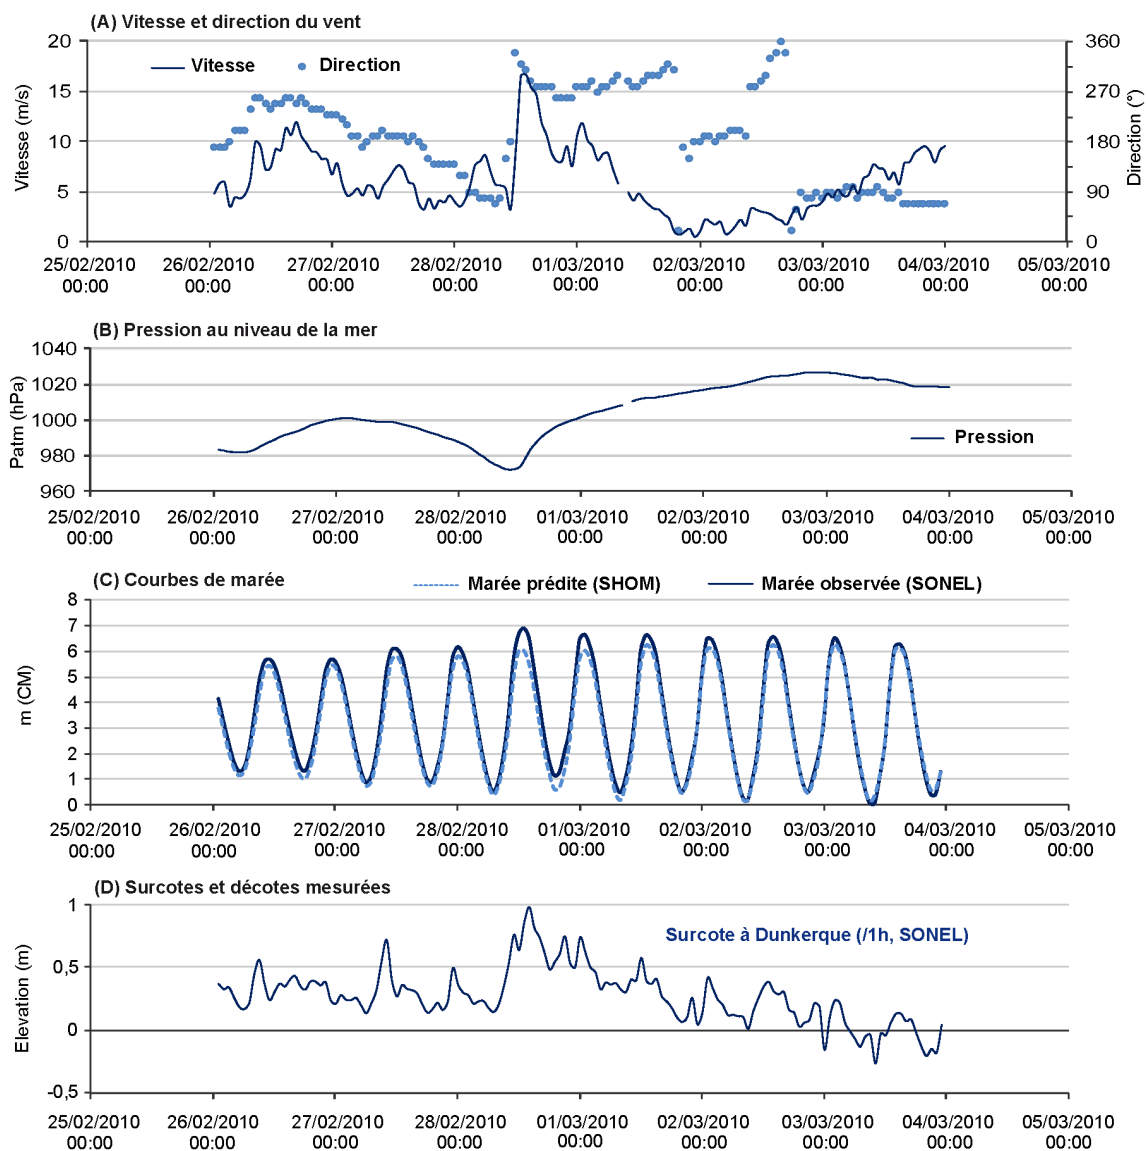 (A) Vitesse et direction du vent
20
360
Vitesse
Direction
15
270
Vitesse (m/s)
Direction (°)
10
180
5
90
0
0
25/02/2010 26/02/2010 27/02/2010 28/02/2010 01/03/2010 02/03/2010 03/03/2010 04/03/2010 05/03/2010
00:00 00:00 00:00 00:00 00:00 00:00 00:00 00:00 00:00
(B) Pression au niveau de la mer
1040
1020
Patm (hPa)
1000
Pression
980
960
25/02/2010 26/02/2010 27/02/2010 28/02/2010 01/03/2010 02/03/2010 03/03/2010 04/03/2010 05/03/2010
00:00 00:00 00:00 00:00 00:00 00:00 00:00 00:00 00:00
(C) Courbes de marée
Marée prédite (SHOM)
Marée observée (SONEL)
8
7
6
5
m (CM)
4
3
2
1
0
25/02/2010 26/02/2010 27/02/2010 28/02/2010 01/03/2010 02/03/2010 03/03/2010 04/03/2010 05/03/2010
00:00 00:00 00:00 00:00 00:00 00:00 00:00 00:00 00:00
(D) Surcotes et décotes mesurées
1
Surcote à Dunkerque (/1h, SONEL)
0,5
Elevation (m)
0
-0,5
25/02/2010 26/02/2010 27/02/2010 28/02/2010 01/03/2010 02/03/2010 03/03/2010 04/03/2010 05/03/2010
00:00 00:00 00:00 00:00 00:00 00:00 00:00 00:00 00:00